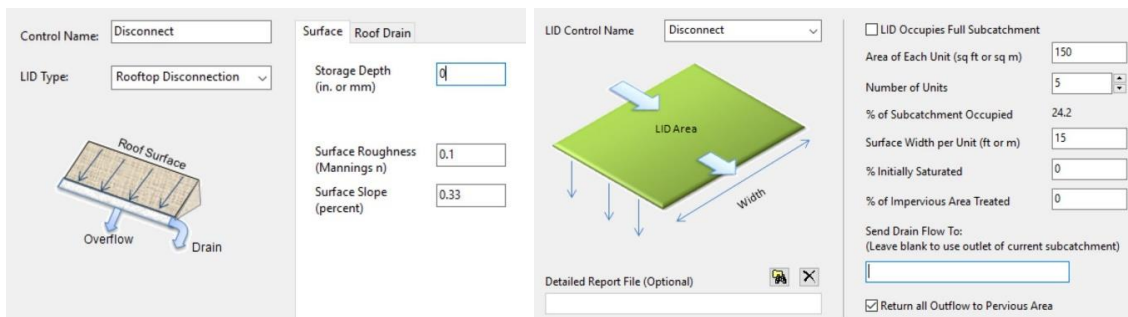 Control Name: Disconnect
LID Type: Rooftop Disconnection
Roof Surface
Overflow
Drain
Surface Roof Drain
Storage Depth
(in. or mm)
0
Surface Roughness
(Mannings n)
0.1
Surface Slope
(percent)
0.33
LID Control Name Disconnect
LID Area
Width
Detailed Report File (Optional)
LID Occupies Full Subcatchment
Area of Each Unit (sq ft or sq m) 150
Number of Units 5
% of Subcatchment Occupied 24.2
Surface Width per Unit (ft or m) 15
% Initially Saturated 0
% of Impervious Area Treated 0
Send Drain Flow To:
(Leave blank to use outlet of current subcatchment)
Return all Outflow to Pervious Area